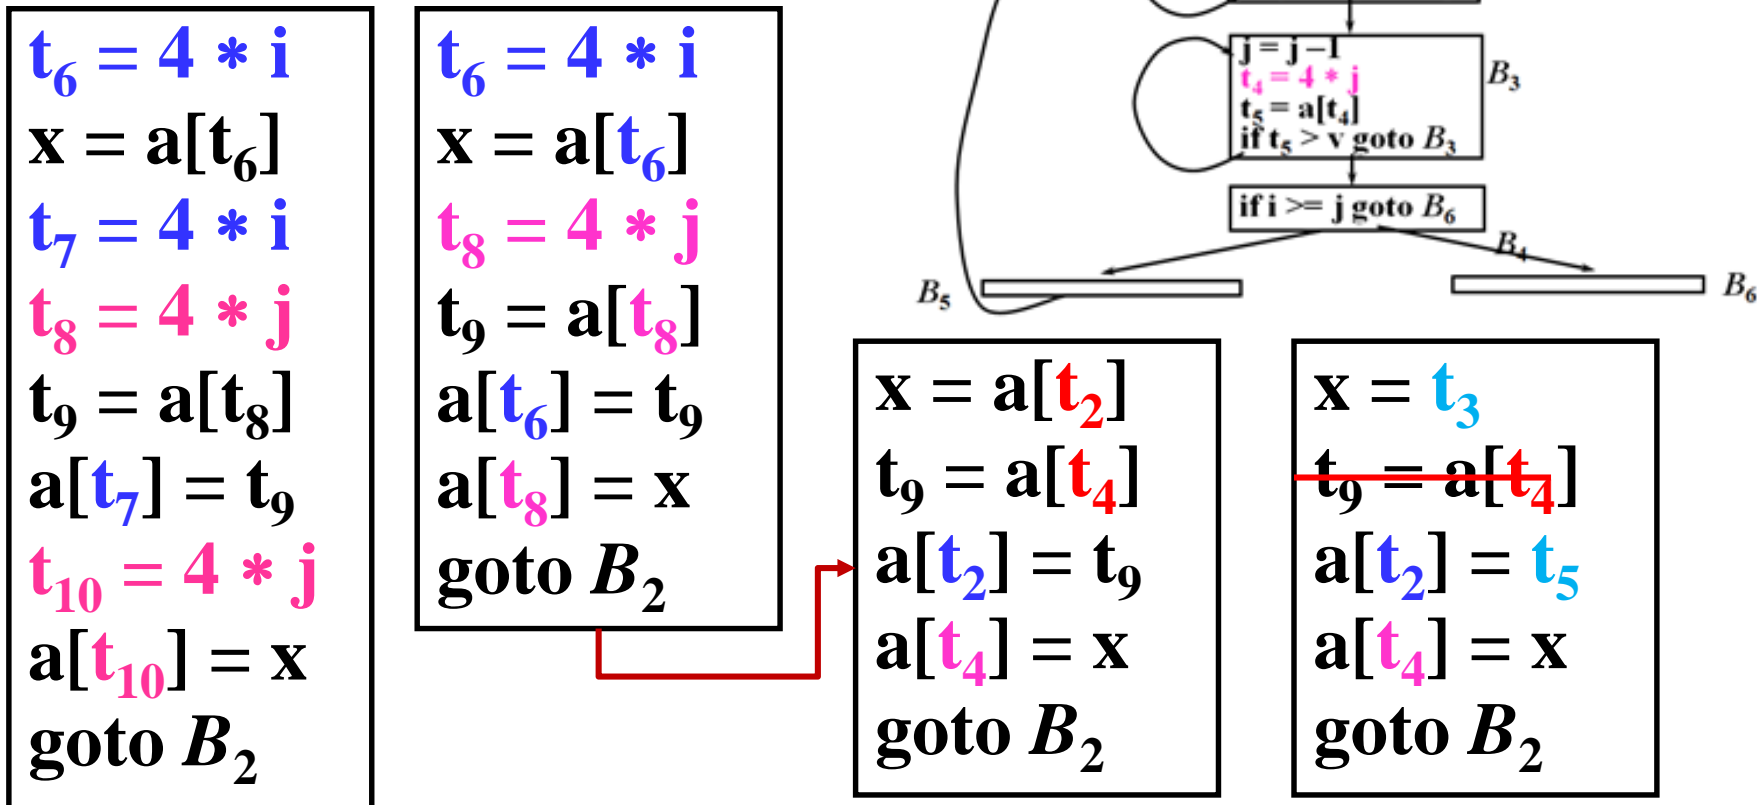 t₆ = 4 * i
x = a[t₆]
t₇ = 4 * i
t₈ = 4 * j
t₉ = a[t₈]
a[t₇] = t₉
t₁₀ = 4 * j
a[t₁₀] = x
goto B₂
t₆ = 4 * i
x = a[t₆]
t₈ = 4 * j
t₉ = a[t₈]
a[t₆] = t₉
a[t₈] = x
goto B₂
j = j –1
t₄ = 4 * j
t₅ = a[t₄]
if t₅ > v goto B₃
B₃
if i >= j goto B₆
B₄
B₅
B₆
x = a[t₂]
t₉ = a[t₄]
a[t₂] = t₉
a[t₄] = x
goto B₂
x = t₃
t₉ = a[t₄]
a[t₂] = t₅
a[t₄] = x
goto B₂